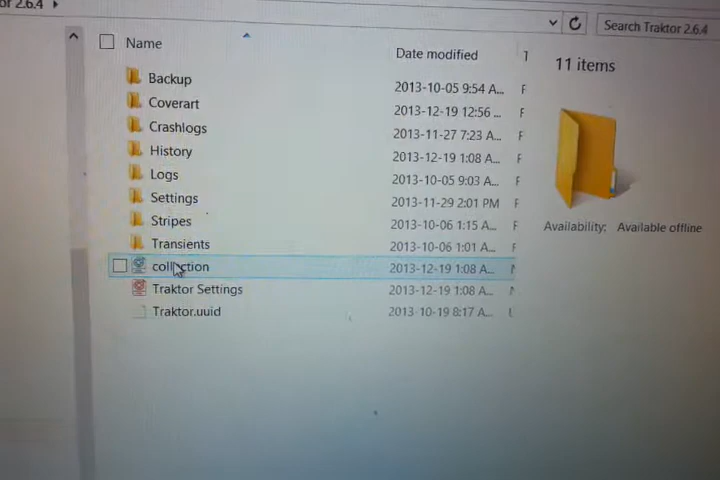 or 2.6.4
Search Traktor 2.6.4
Name
Date modified
11 items
Backup 2013-10-05 9:54 A... F
Coverart 2013-12-19 12:56 ... F
Crashlogs 2013-11-27 7:23 A... F
History 2013-12-19 1:08 A... F
Logs 2013-10-05 9:03 A... F
Settings 2013-11-29 2:01 PM F
Stripes 2013-10-06 1:15 A... F
Transients 2013-10-06 1:01 A... F
collection 2013-12-19 1:08 A...
Traktor Settings 2013-12-19 1:08 A...
Traktor.uuid 2013-10-19 8:17 A...
Availability: Available offline